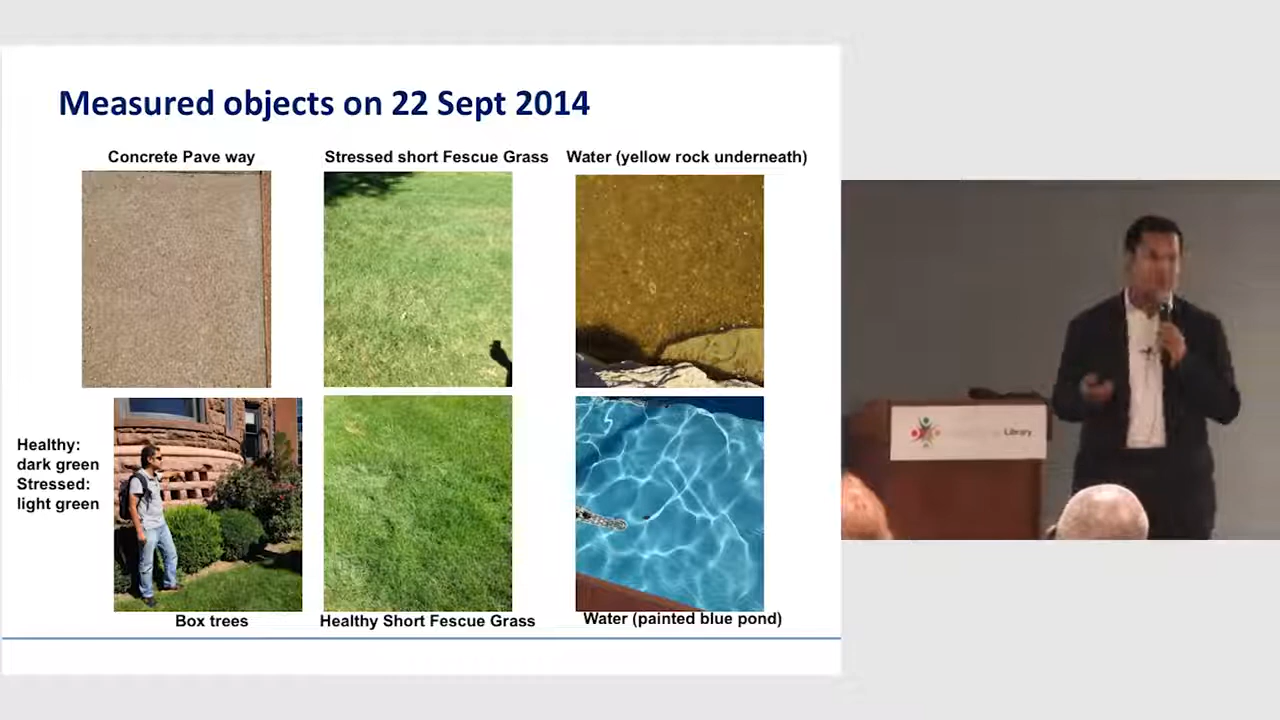 Measured objects on 22 Sept 2014
Concrete Pave way
Stressed short Fescue Grass
Water (yellow rock underneath)
Healthy:
dark green
Stressed:
light green
Box trees
Healthy Short Fescue Grass
Water (painted blue pond)
Library